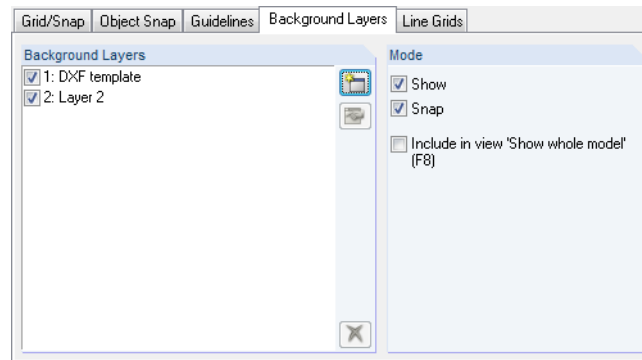 Grid/Snap Object Snap Guidelines Background Layers Line Grids
Background Layers
1: DXF template
2: Layer 2
Mode
Show
Snap
Include in view 'Show whole model'
(F8)